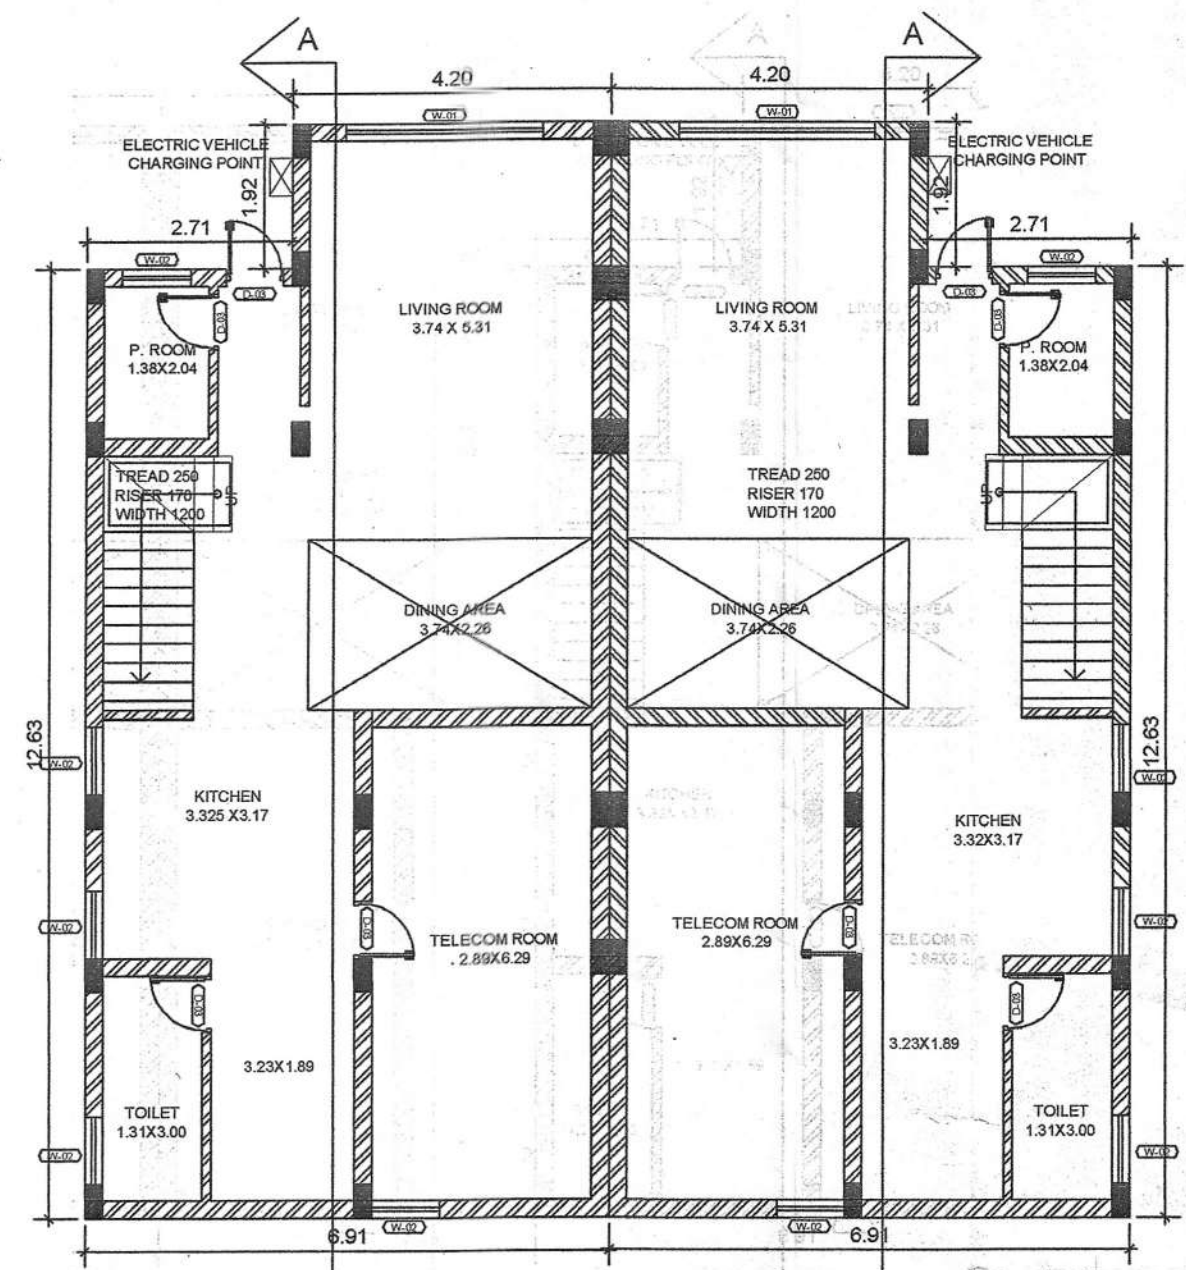 A
A
4.20
4.20
W-01
W-01
ELECTRIC VEHICLE
CHARGING POINT
ELECTRIC VEHICLE
CHARGING POINT
1.92
1.92
2.71
2.71
W-02
W-02
D-03
D-03
D-03
D-03
LIVING ROOM
3.74 X 5.31
LIVING ROOM
3.74 X 5.31
P. ROOM
1.38X2.04
P. ROOM
1.38X2.04
TREAD 250
RISER 170
WIDTH 1200
UP
TREAD 250
RISER 170
WIDTH 1200
UP
DINING AREA
3.74X2.26
DINING AREA
3.74X2.26
12.63
12.63
W-02
W-02
KITCHEN
3.325 X3.17
KITCHEN
3.32X3.17
W-02
W-02
D-03
D-03
TELECOM ROOM
2.89X6.29
TELECOM ROOM
2.89X6.29
D-03
D-03
3.23X1.89
3.23X1.89
TOILET
1.31X3.00
TOILET
1.31X3.00
W-02
W-02
W-02
W-02
6.91
6.91